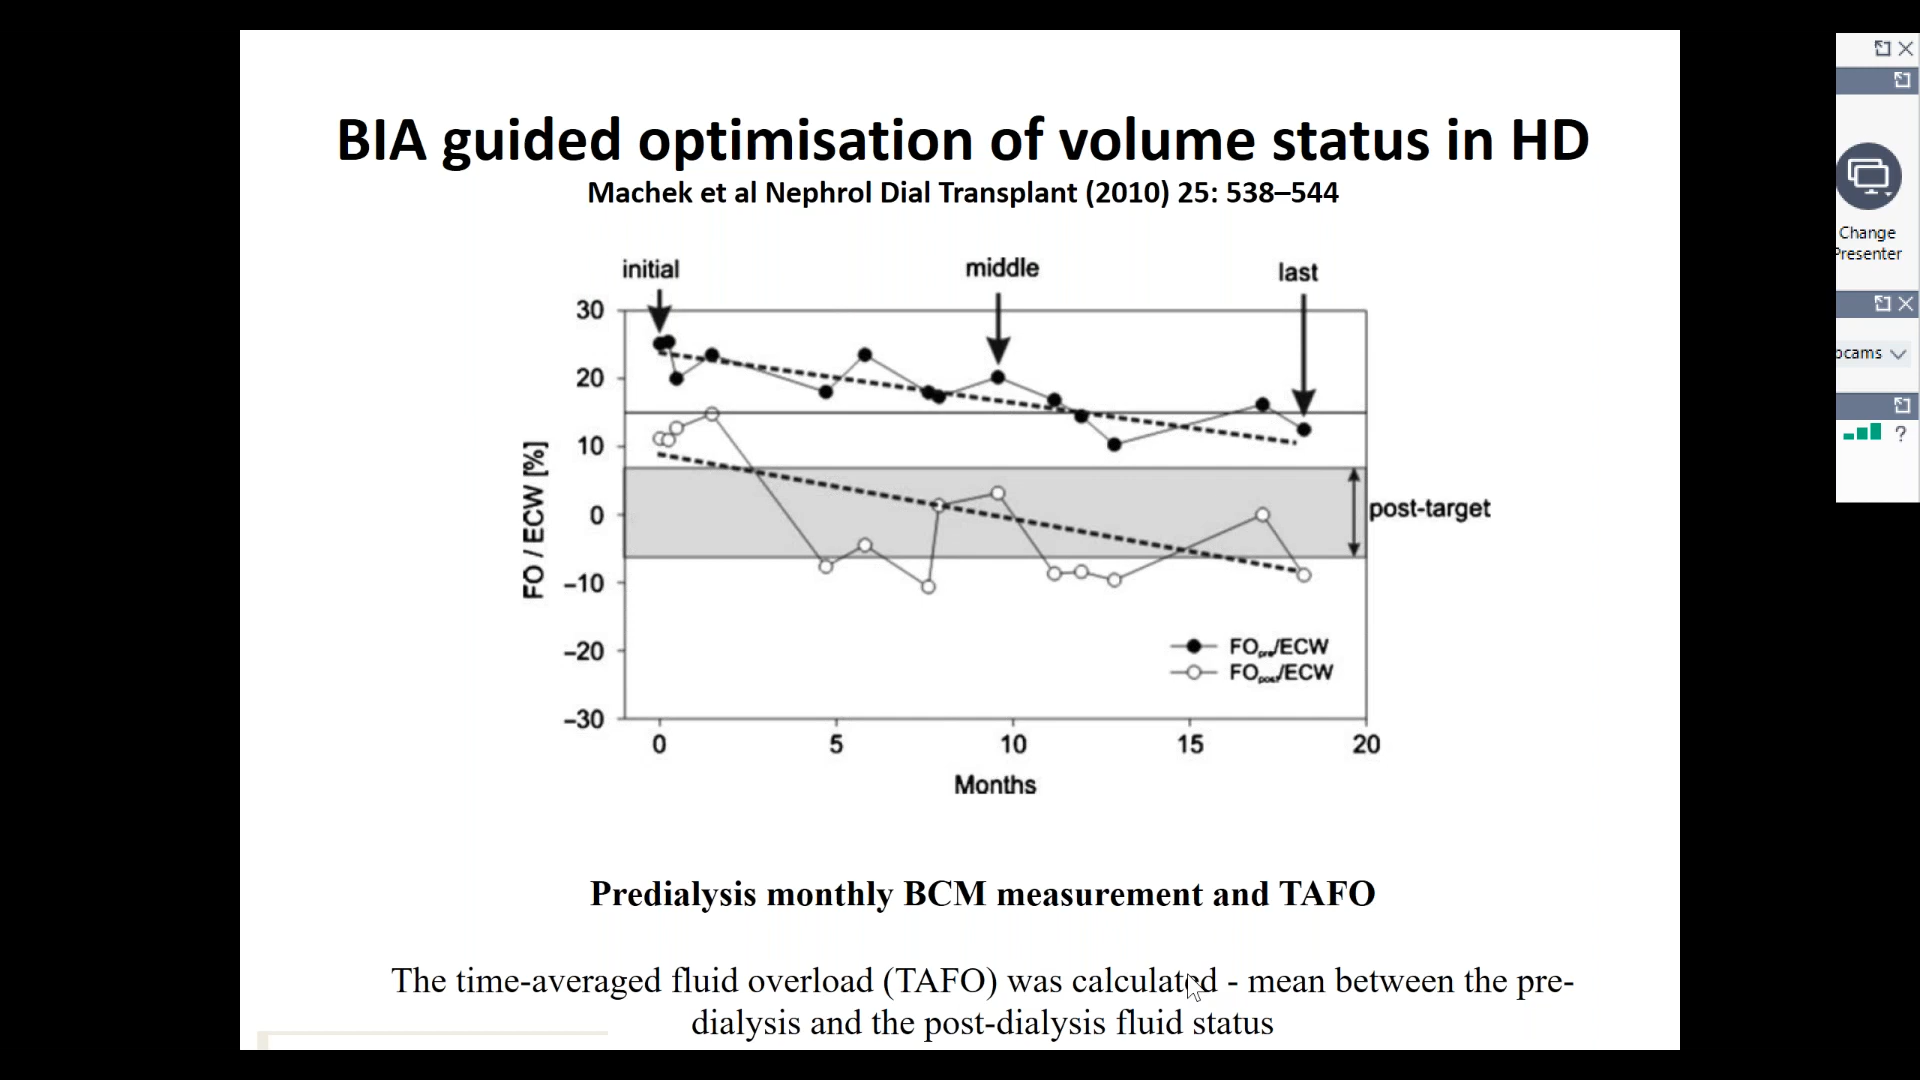 BIA guided optimisation of volume status in HD
Machek et al Nephrol Dial Transplant (2010) 25: 538–544
initial
middle
last
30
20
10
0
–10
–20
–30
FO / ECW [%]
post-target
FOpre/ECW
FOpost/ECW
0 5 10 15 20
Months
Predialysis monthly BCM measurement and TAFO
The time-averaged fluid overload (TAFO) was calculated - mean between the pre-
dialysis and the post-dialysis fluid status
Change
Presenter
?